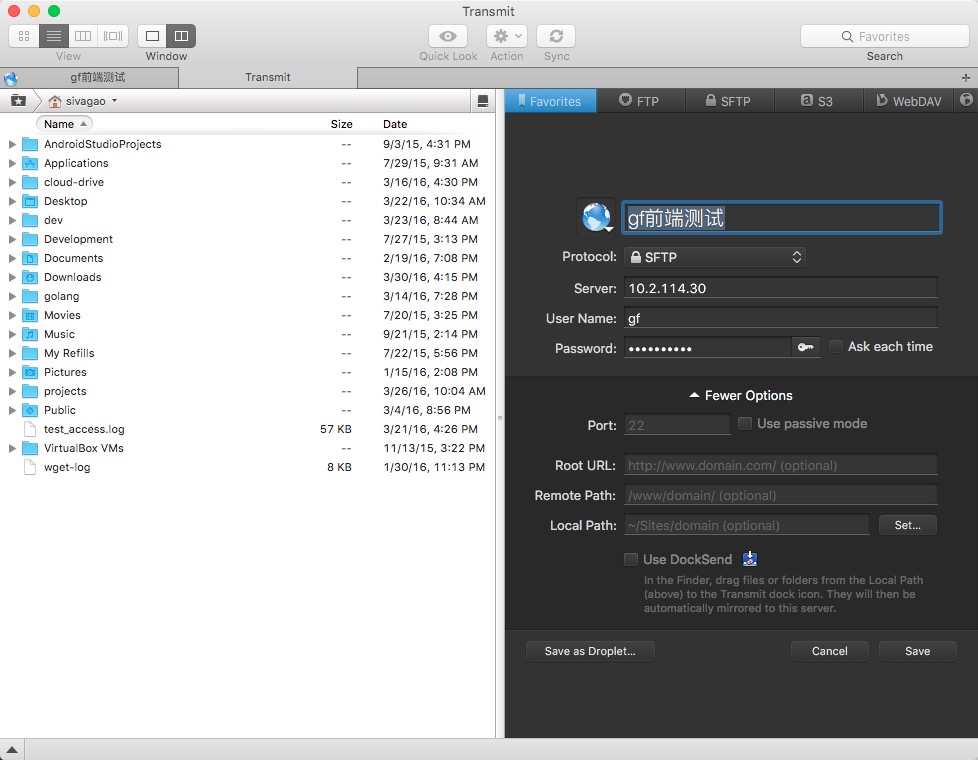 Transmit
Favorites
View
Window
Quick Look
Action
Sync
Search
gf前端测试
Transmit
sivagao
Favorites
FTP
SFTP
S3
WebDAV
Name Size Date
AndroidStudioProjects -- 9/3/15, 4:31 PM
Applications -- 7/29/15, 9:31 AM
cloud-drive -- 3/16/16, 4:30 PM
Desktop -- 3/22/16, 10:34 AM
dev -- 3/23/16, 8:44 AM
Development -- 7/27/15, 3:13 PM
Documents -- 2/19/16, 7:08 PM
Downloads -- 3/30/16, 4:15 PM
golang -- 3/14/16, 7:28 PM
Movies -- 7/20/15, 3:25 PM
Music -- 9/21/15, 2:14 PM
My Refills -- 7/22/15, 5:56 PM
Pictures -- 1/15/16, 2:08 PM
projects -- 3/26/16, 10:04 AM
Public -- 3/4/16, 8:56 PM
test_access.log 57 KB 3/21/16, 4:26 PM
VirtualBox VMs -- 11/13/15, 3:22 PM
wget-log 8 KB 1/30/16, 11:13 PM
gf前端测试
Protocol: SFTP
Server: 10.2.114.30
User Name: gf
Password: •••••••••• Ask each time
Fewer Options
Port: 22 Use passive mode
Root URL: http://www.domain.com/ (optional)
Remote Path: /www/domain/ (optional)
Local Path: ~/Sites/domain (optional) Set...
Use DockSend
In the Finder, drag files or folders from the Local Path
(above) to the Transmit dock icon. They will then be
automatically mirrored to this server.
Save as Droplet...
Cancel
Save